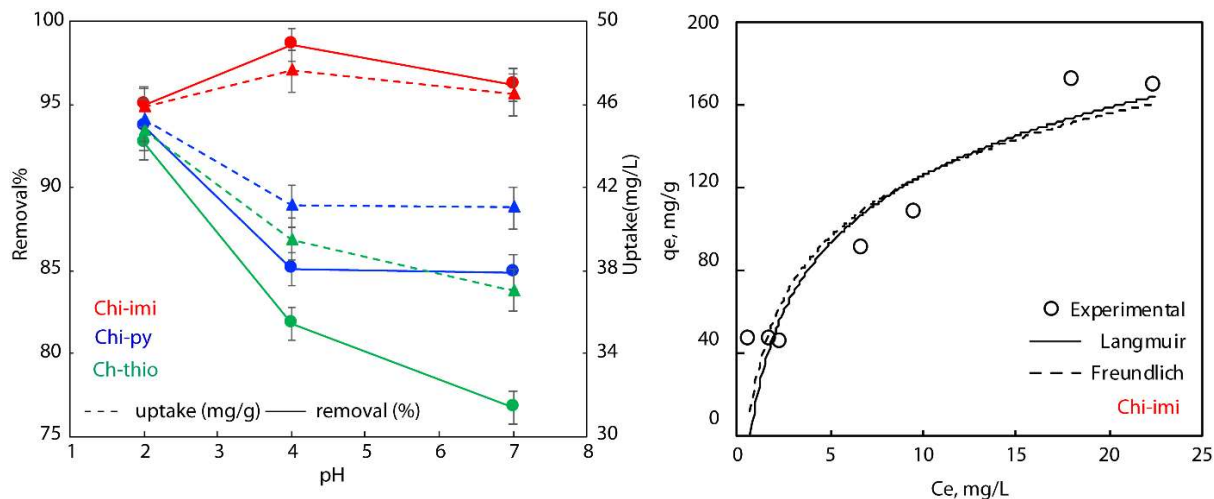 100
95
90
85
80
75
Removal%
50
46
41
38
34
30
Uptake(mg/L)
Chi-imi
Chi-py
Ch-thio
uptake (mg/g)
removal (%)
1 2 3 4 5 6 7 8
pH
200
160
120
80
40
0
qe, mg/g
Experimental
Langmuir
Freundlich
Chi-imi
0 5 10 15 20 25
Ce, mg/L